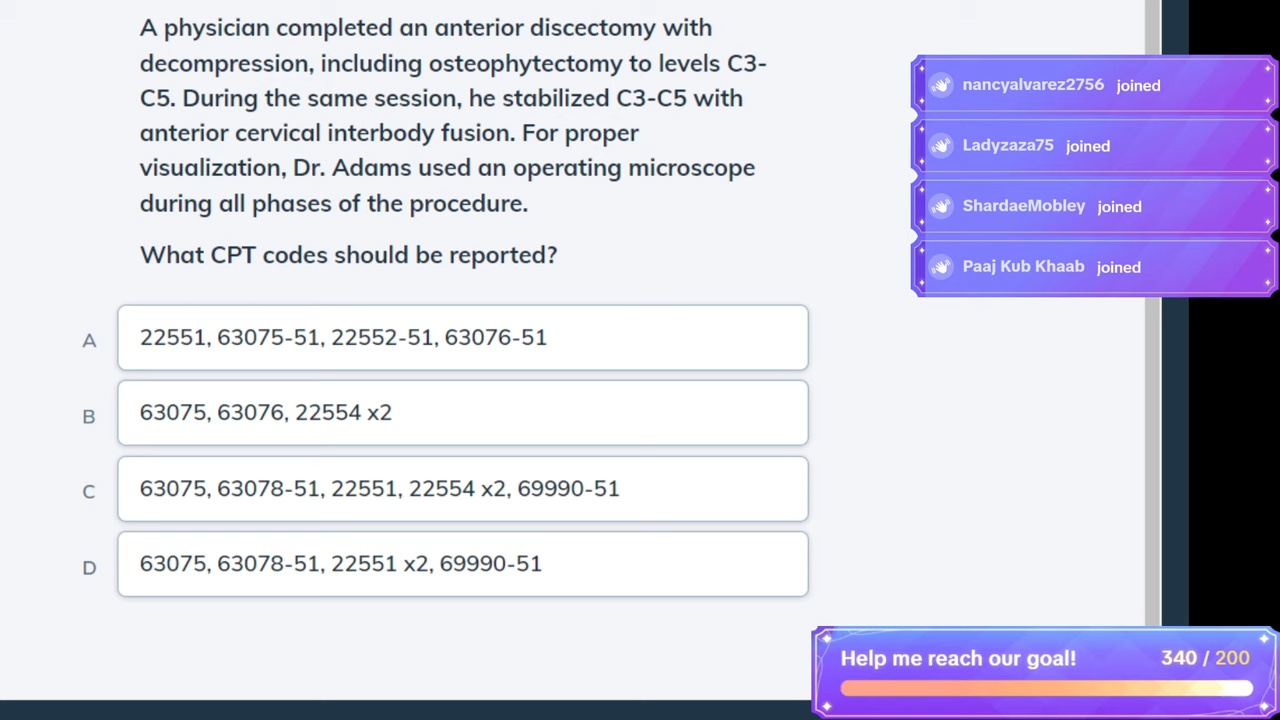 A physician completed an anterior discectomy with
decompression, including osteophytectomy to levels C3-
C5. During the same session, he stabilized C3-C5 with
anterior cervical interbody fusion. For proper
visualization, Dr. Adams used an operating microscope
during all phases of the procedure.
What CPT codes should be reported?
A 22551, 63075-51, 22552-51, 63076-51
B 63075, 63076, 22554 x2
C 63075, 63078-51, 22551, 22554 x2, 69990-51
D 63075, 63078-51, 22551 x2, 69990-51
nancyalvarez2756 joined
Ladyzaza75 joined
ShardaeMobley joined
Paaj Kub Khaab joined
Help me reach our goal! 340 / 200